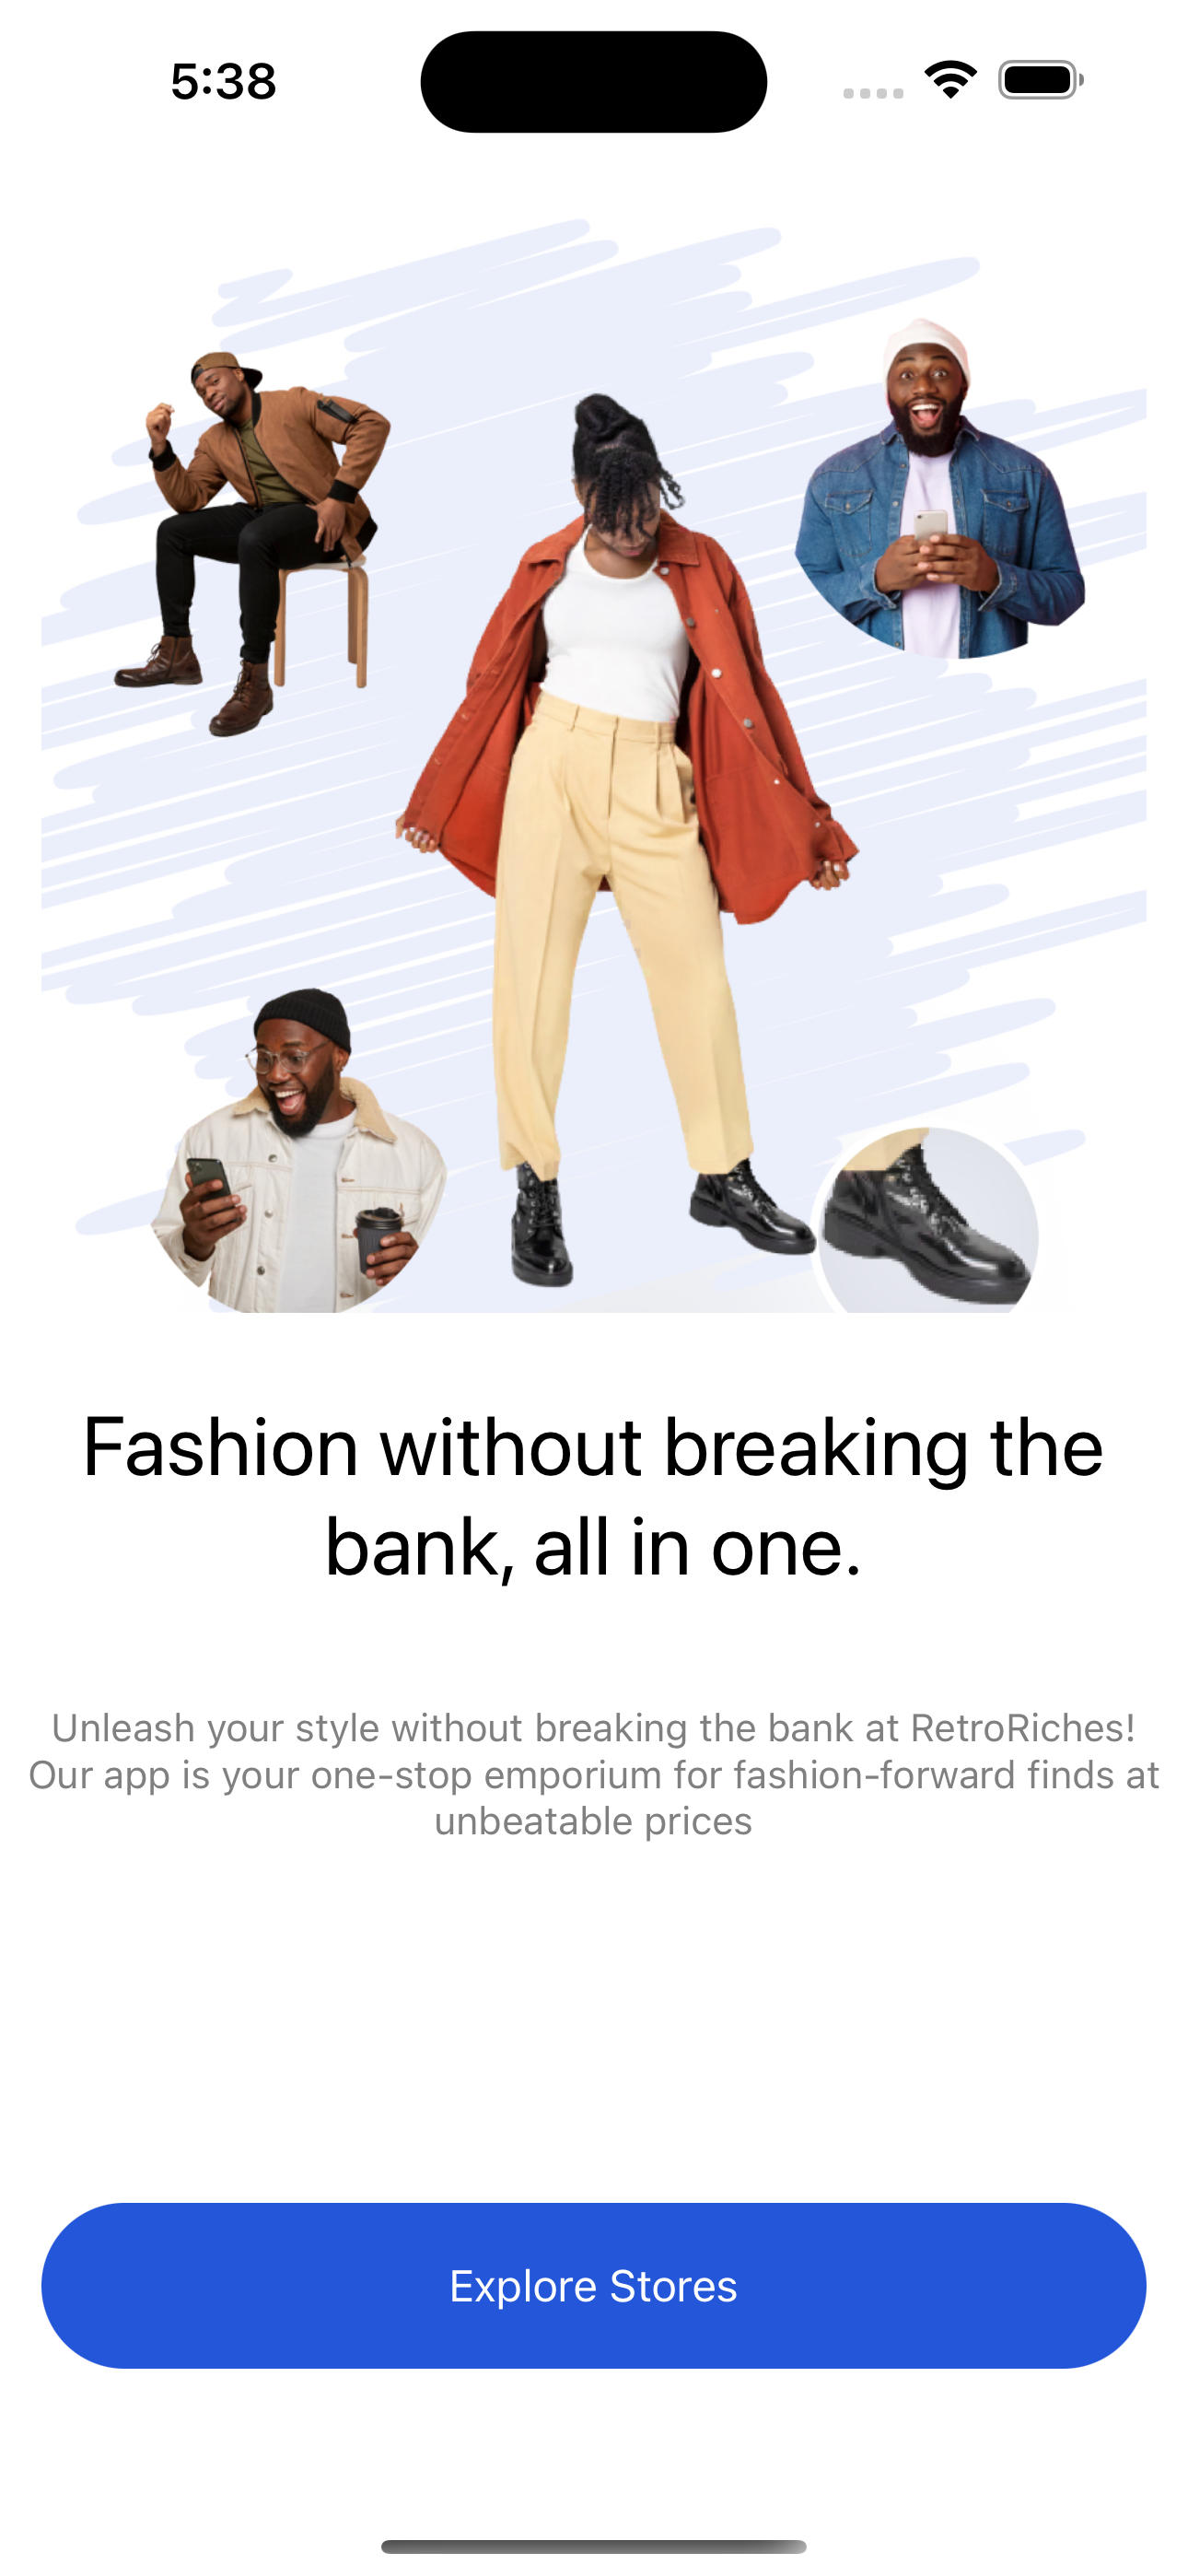 5:38
Fashion without breaking the
bank, all in one.
Unleash your style without breaking the bank at RetroRiches!
Our app is your one-stop emporium for fashion-forward finds at
unbeatable prices
Explore Stores